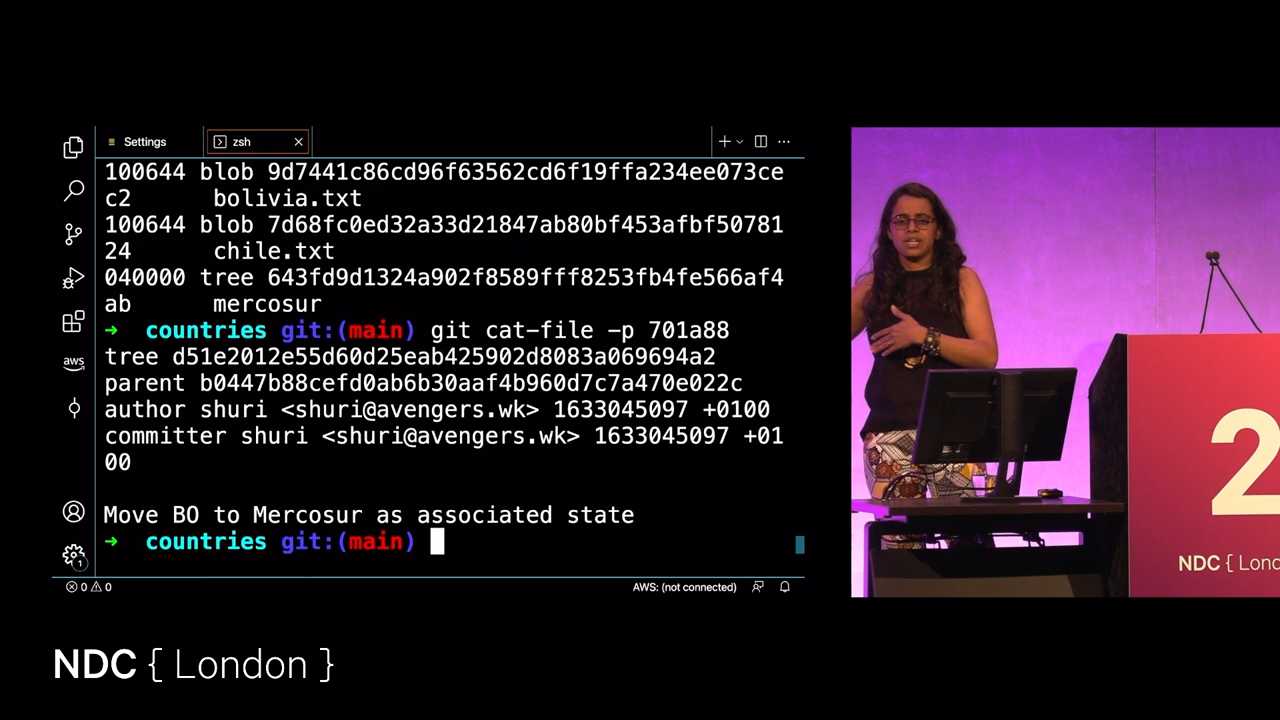 Settings
zsh
100644 blob 9d7441c86cd96f63562cd6f19ffa234ee073ce
c2 bolivia.txt
100644 blob 7d68fc0ed32a33d21847ab80bf453afbf50781
24 chile.txt
040000 tree 643fd9d1324a902f8589fff8253fb4fe566af4
ab mercosur
→ countries git:(main) git cat-file -p 701a88
tree d51e2012e55d60d25eab425902d8083a069694a2
parent b0447b88cefd0ab6b30aaf4b960d7c7a470e022c
author shuri <shuri@avengers.wk> 1633045097 +0100
committer shuri <shuri@avengers.wk> 1633045097 +01
00
Move BO to Mercosur as associated state
→ countries git:(main)
aws
1
0 0
AWS: (not connected)
2
NDC { Londo
NDC { London }